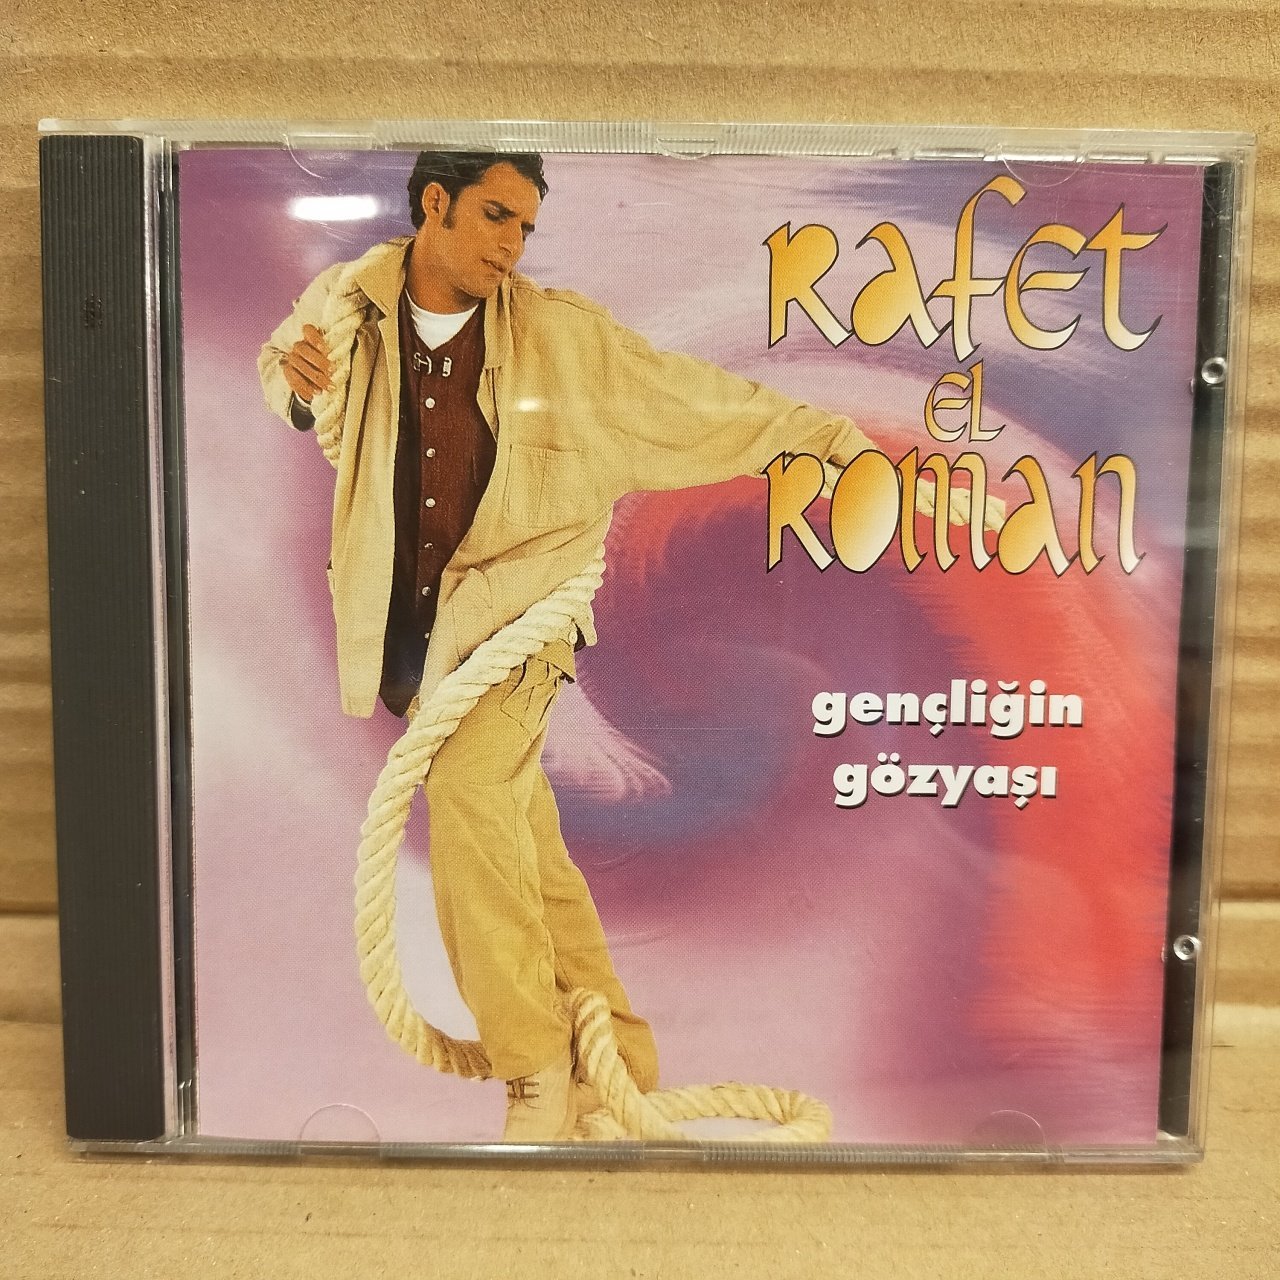 Rafet
El
Roman
gençliğin
gözyaşı